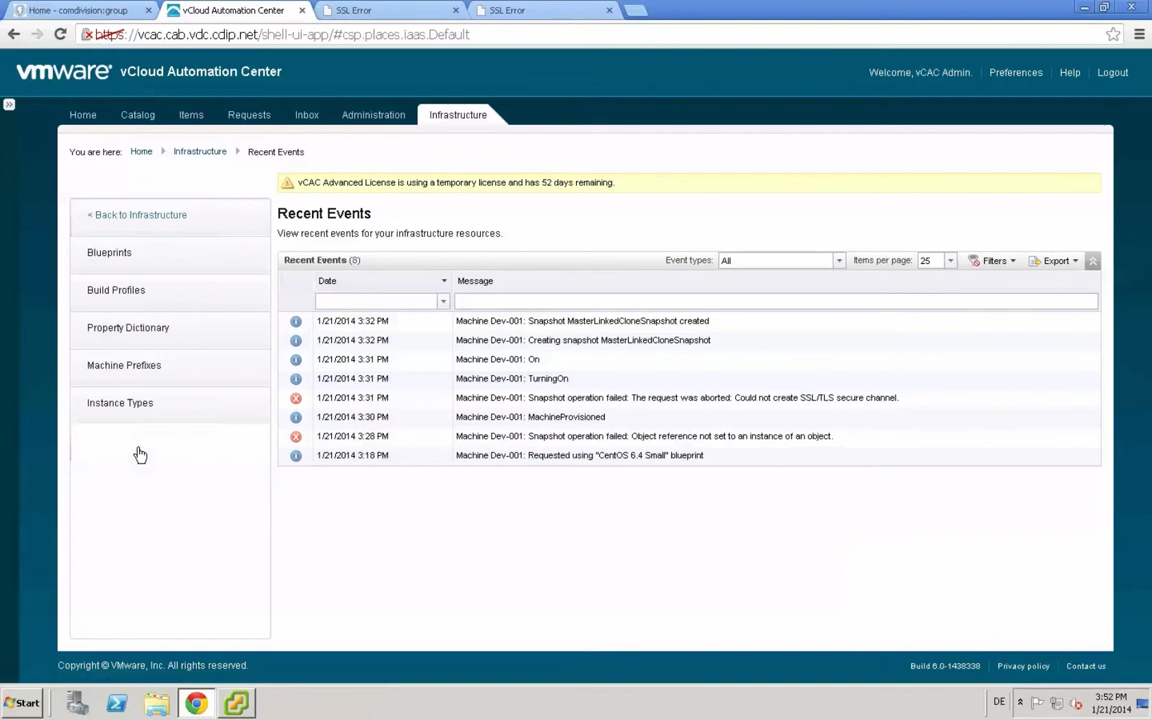 Home - comdivision:group
vCloud Automation Center
SSL Error
SSL Error
https://vcac.cab.vdc.cdip.net/shell-ui-app/#csp.places.iaas.Default
vmware® vCloud Automation Center
Welcome, vCAC Admin. Preferences Help Logout
Home Catalog Items Requests Inbox Administration Infrastructure
You are here: Home Infrastructure Recent Events
vCAC Advanced License is using a temporary license and has 52 days remaining.
< Back to Infrastructure
Blueprints
Build Profiles
Property Dictionary
Machine Prefixes
Instance Types
Recent Events
View recent events for your infrastructure resources.
Recent Events (8) Event types: All Items per page: 25 Filters Export
Date Message
1/21/2014 3:32 PM Machine Dev-001: Snapshot MasterLinkedCloneSnapshot created
1/21/2014 3:32 PM Machine Dev-001: Creating snapshot MasterLinkedCloneSnapshot
1/21/2014 3:31 PM Machine Dev-001: On
1/21/2014 3:31 PM Machine Dev-001: TurningOn
1/21/2014 3:31 PM Machine Dev-001: Snapshot operation failed: The request was aborted: Could not create SSL/TLS secure channel.
1/21/2014 3:30 PM Machine Dev-001: MachineProvisioned
1/21/2014 3:28 PM Machine Dev-001: Snapshot operation failed: Object reference not set to an instance of an object.
1/21/2014 3:18 PM Machine Dev-001: Requested using "CentOS 6.4 Small" blueprint
Copyright © VMware, Inc. All rights reserved.
Build 6.0-1438338 Privacy policy Contact us
Start
DE
3:52 PM
1/21/2014